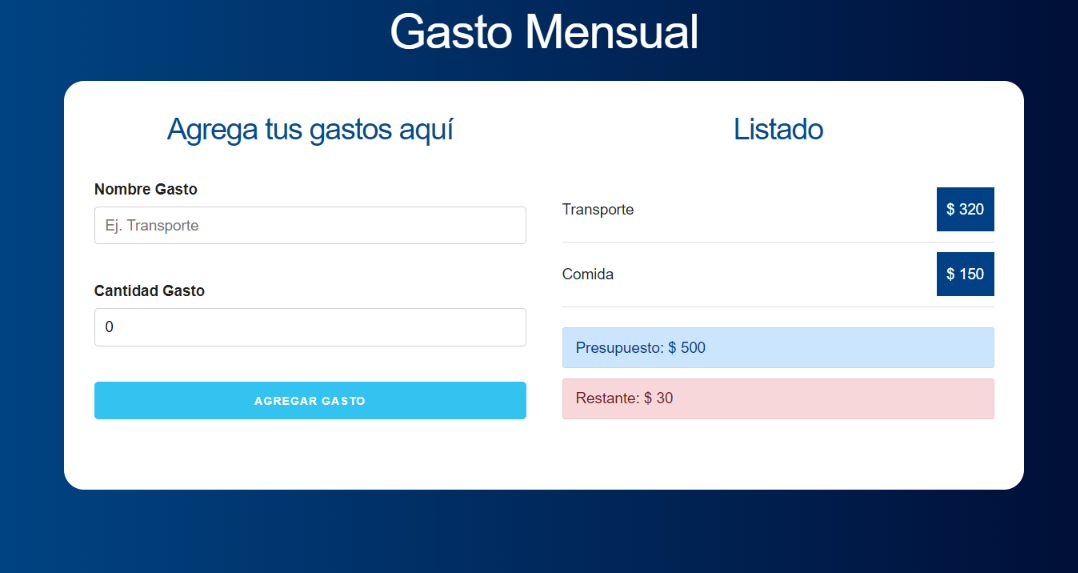 Gasto Mensual
Agrega tus gastos aquí
Nombre Gasto
Ej. Transporte
Cantidad Gasto
0
AGREGAR GASTO
Listado
Transporte $ 320
Comida $ 150
Presupuesto: $ 500
Restante: $ 30